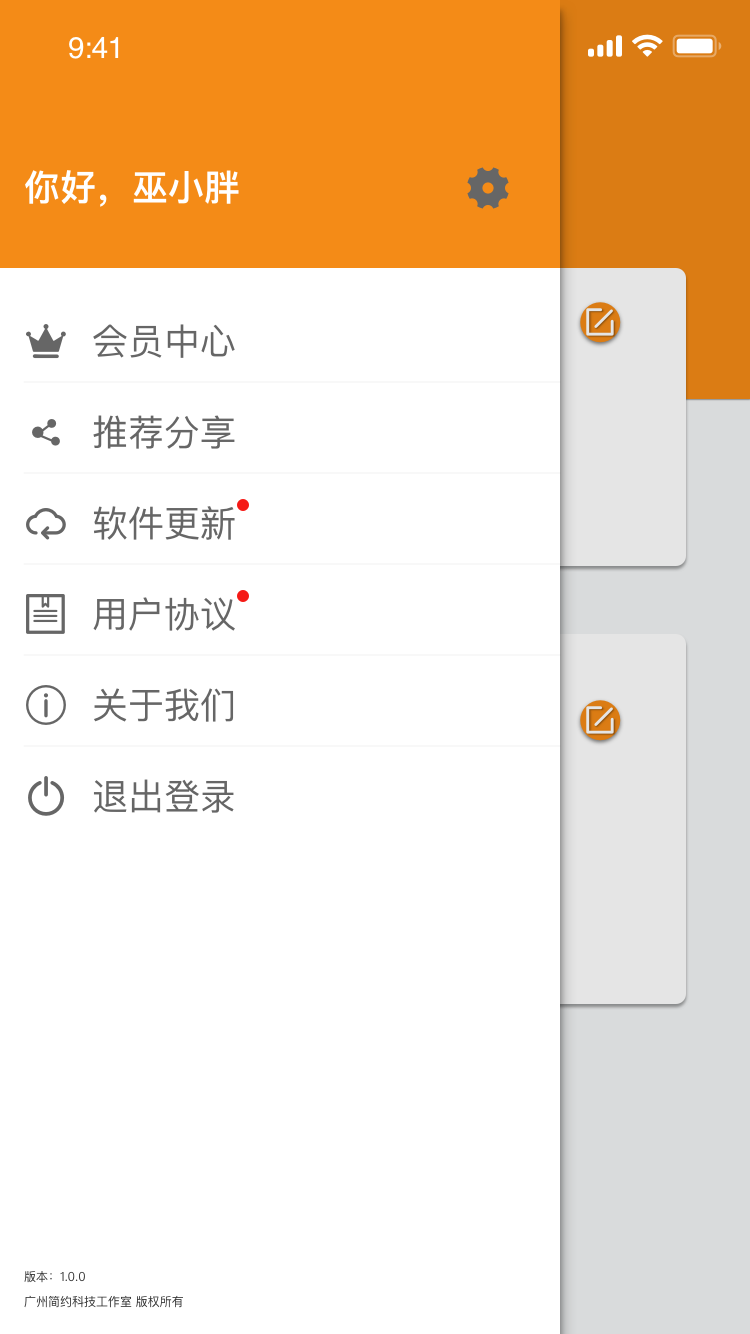 9:41
你好，巫小胖
会员中心
推荐分享
软件更新
用户协议
关于我们
退出登录
版本：1.0.0
广州简约科技工作室 版权所有